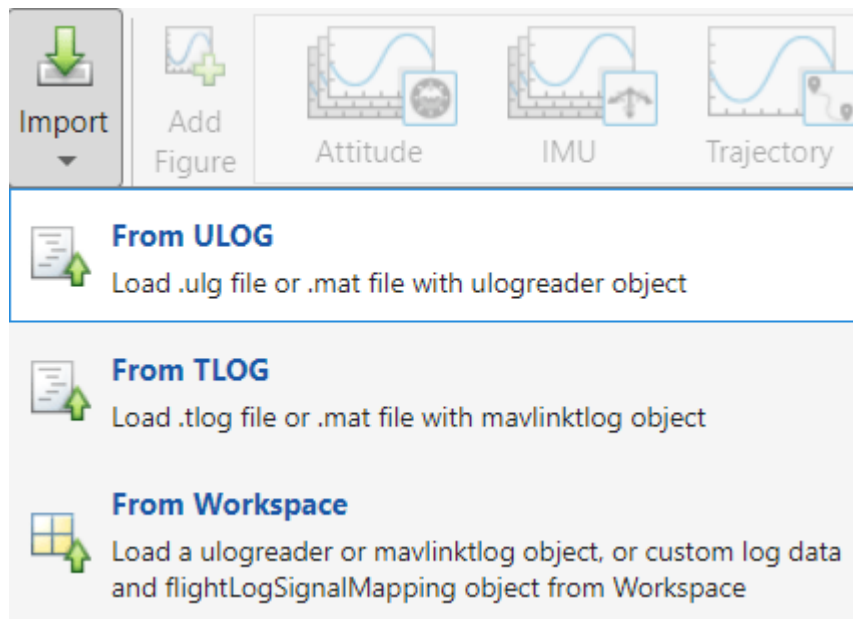 Import
Add
Figure
Attitude
IMU
Trajectory
From ULOG
Load .ulg file or .mat file with ulogreader object
From TLOG
Load .tlog file or .mat file with mavlinktlog object
From Workspace
Load a ulogreader or mavlinktlog object, or custom log data
and flightLogSignalMapping object from Workspace